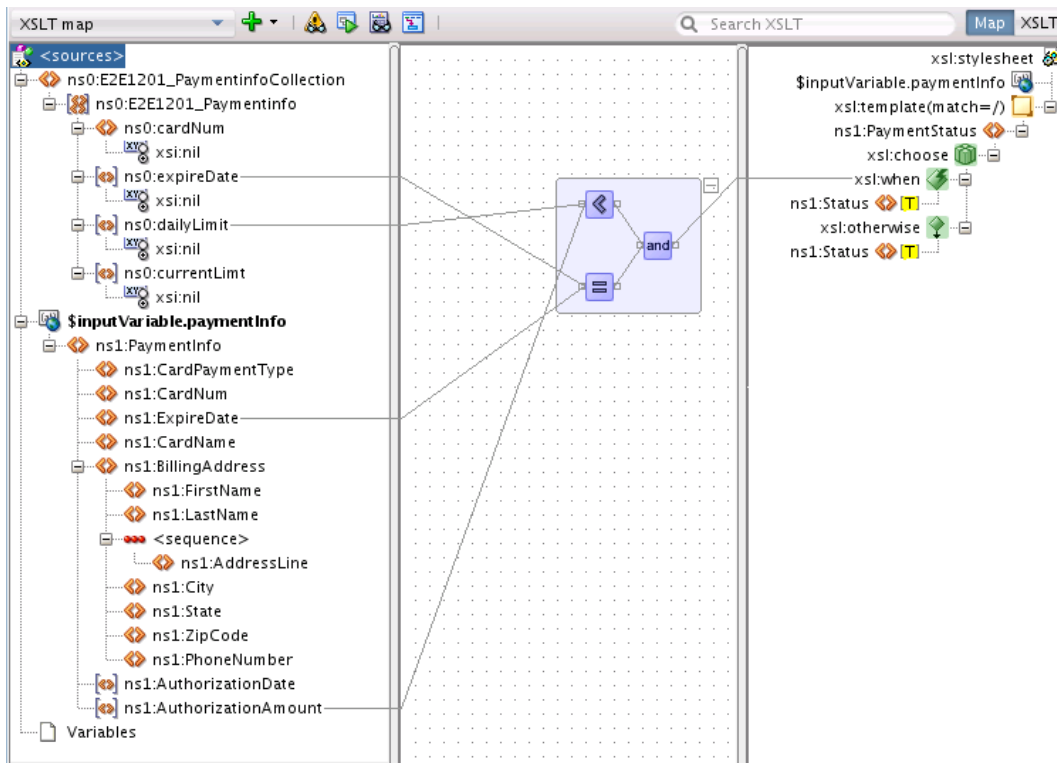 XSLT map
Search XSLT
Map XSLT
<sources>
ns0:E2E1201_PaymentinfoCollection
ns0:E2E1201_Paymentinfo
ns0:cardNum
xsi:nil
ns0:expireDate
xsi:nil
ns0:dailyLimit
xsi:nil
ns0:currentLimt
xsi:nil
$inputVariable.paymentInfo
ns1:PaymentInfo
ns1:CardPaymentType
ns1:CardNum
ns1:ExpireDate
ns1:CardName
ns1:BillingAddress
ns1:FirstName
ns1:LastName
<sequence>
ns1:AddressLine
ns1:City
ns1:State
ns1:ZipCode
ns1:PhoneNumber
ns1:AuthorizationDate
ns1:AuthorizationAmount
Variables
<
and
=
xsl:stylesheet
$inputVariable.paymentInfo
xsl:template(match=/)
ns1:PaymentStatus
xsl:choose
xsl:when
ns1:Status [T]
xsl:otherwise
ns1:Status [T]